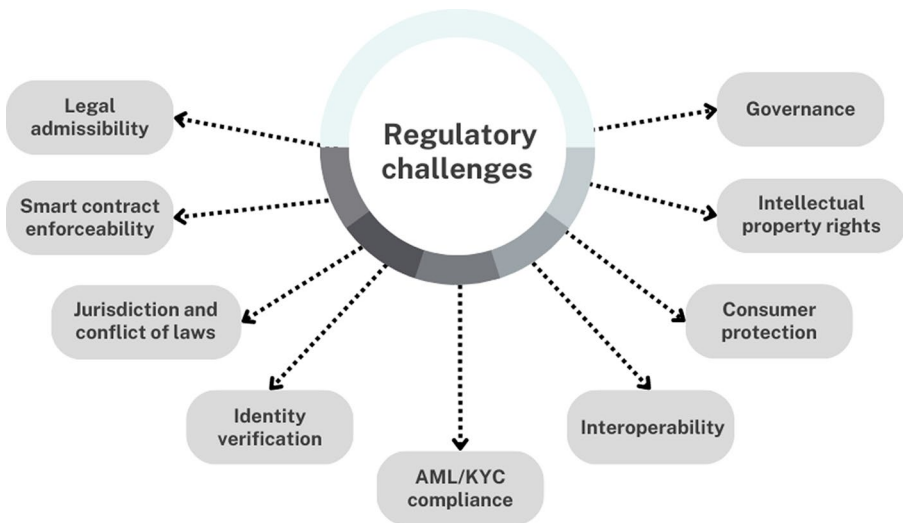 Regulatory
challenges
Legal
admissibility
Smart contract
enforceability
Jurisdiction and
conflict of laws
Identity
verification
AML/KYC
compliance
Interoperability
Consumer
protection
Intellectual
property rights
Governance